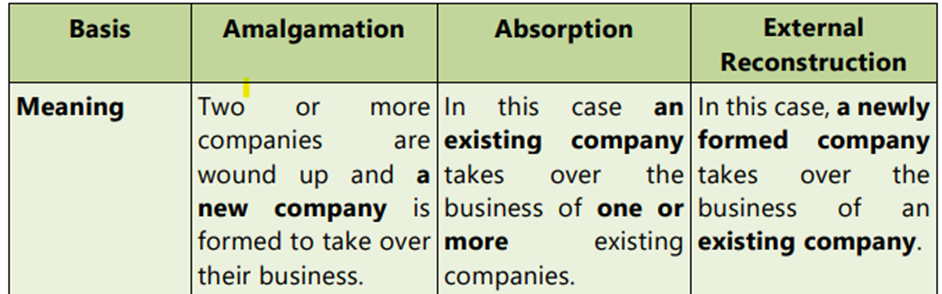 Basis
Amalgamation
Absorption
External
Reconstruction
Meaning
Two or more
companies are
wound up and a
new company is
formed to take over
their business.
In this case an
existing company
takes over the
business of one or
more existing
companies.
In this case, a newly
formed company
takes over the
business of an
existing company.